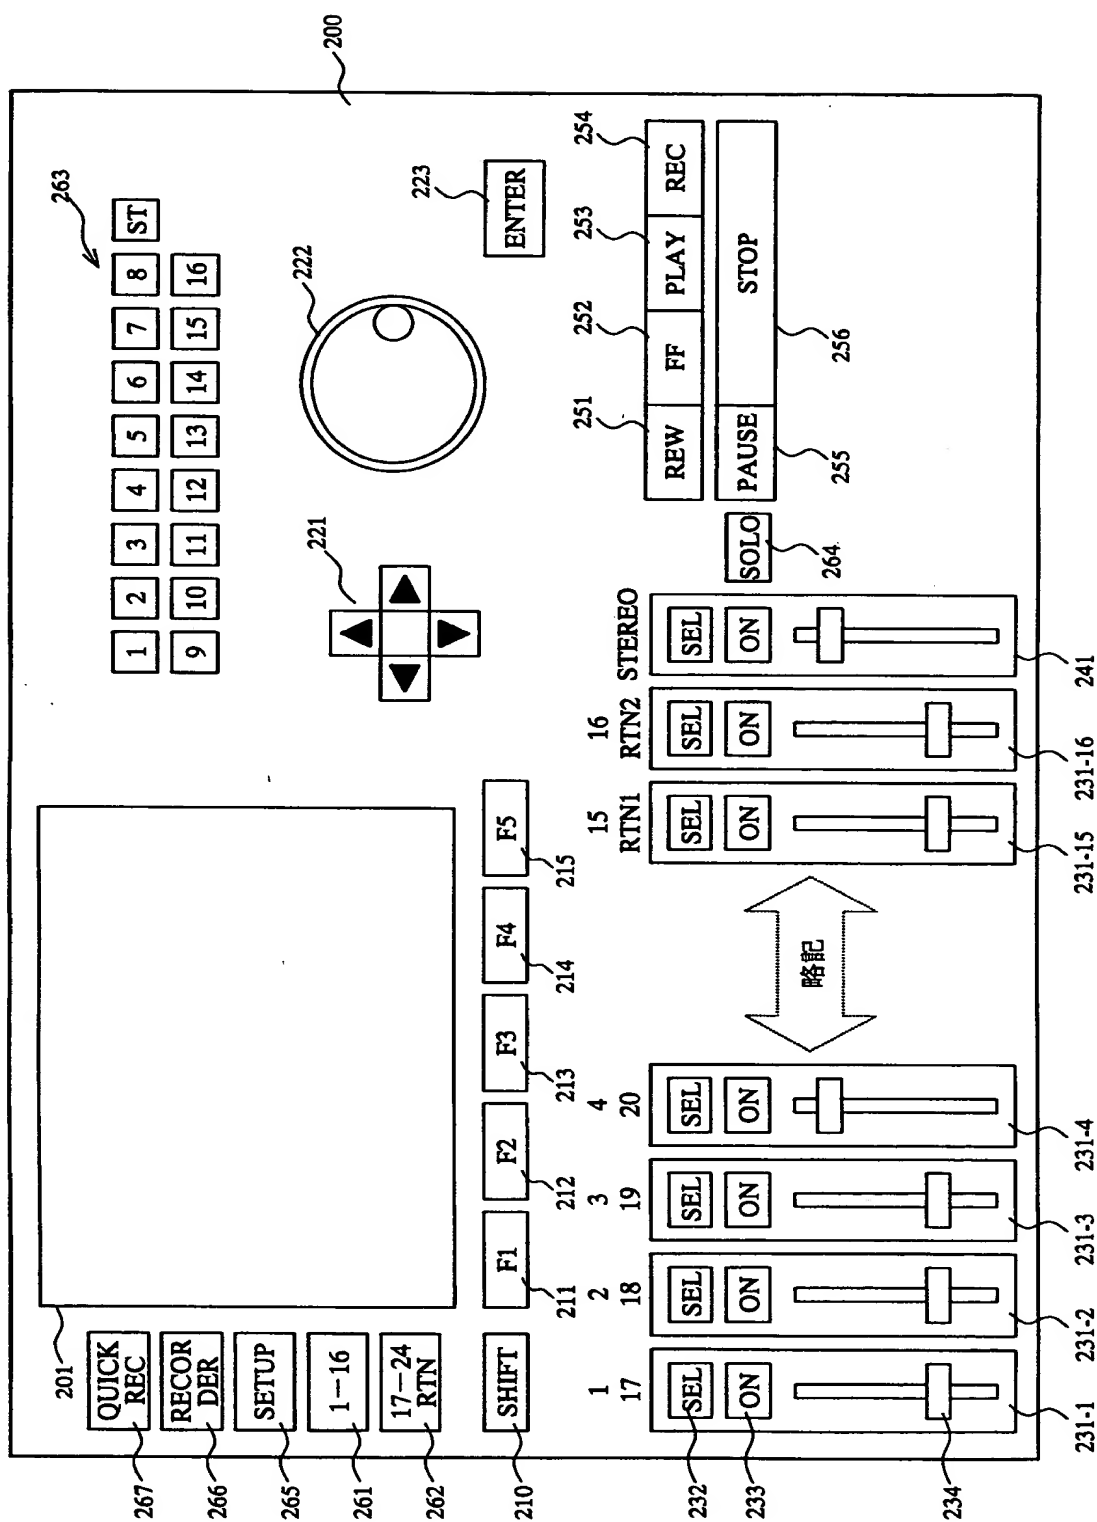 200
263
1 2 3 4 5 6 7 8 ST
9 10 11 12 13 14 15 16
201
QUICK
REC
267
RECOR
DER
266
SETUP
265
1—16
261
17—24
RTN
262
221
222
223
ENTER
SHIFT
210
F1 F2 F3 F4 F5
211 212 213 214 215
251 252 253 254
REW FF PLAY REC
PAUSE STOP
255 256
SOLO
264
1 2 3 4 15 16 STEREO
17 18 19 20 RTN1 RTN2
SEL SEL SEL SEL SEL SEL SEL
ON ON ON ON ON ON ON
略記
232
233
234
231-1 231-2 231-3 231-4 231-15 231-16 241